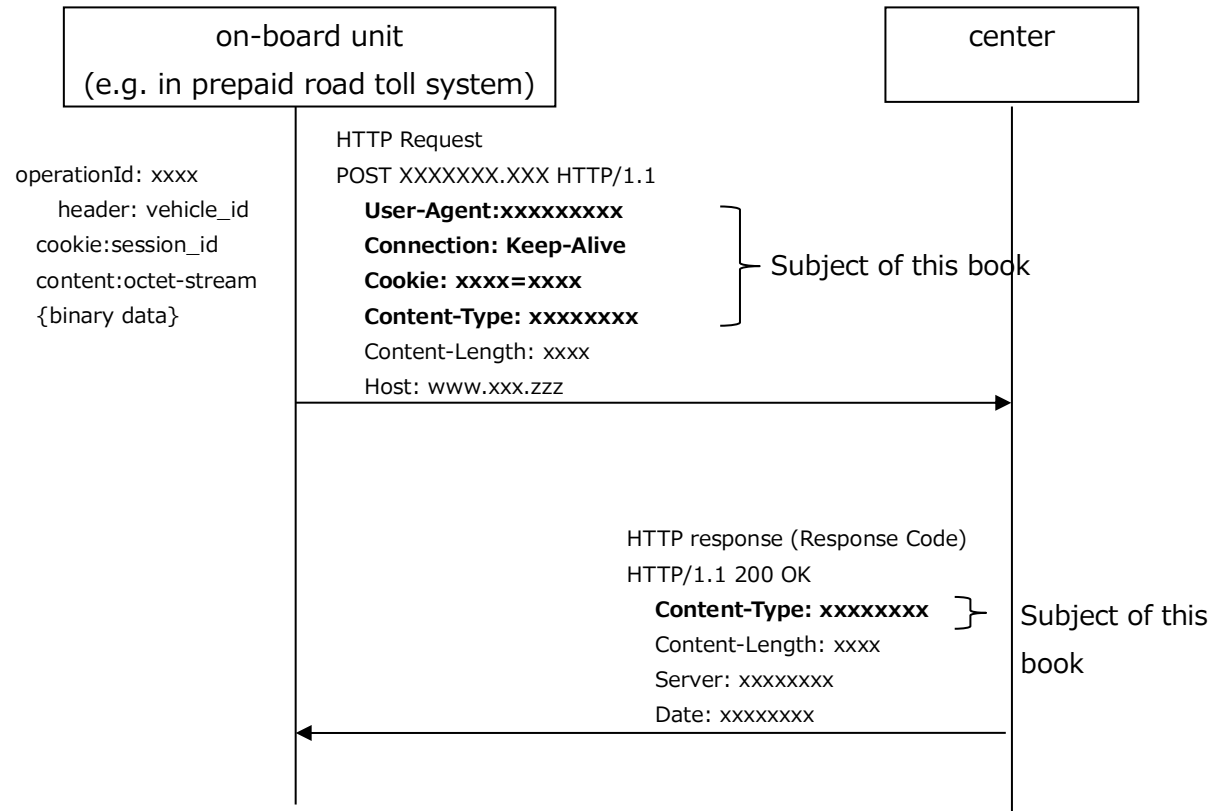 on-board unit
(e.g. in prepaid road toll system)
center
operationId: xxxx
header: vehicle_id
cookie:session_id
content:octet-stream
{binary data}
HTTP Request
POST XXXXXXX.XXX HTTP/1.1
User-Agent:xxxxxxxxx
Connection: Keep-Alive
Cookie: xxxx=xxxx
Content-Type: xxxxxxxx
Content-Length: xxxx
Host: www.xxx.zzz
Subject of this book
HTTP response (Response Code)
HTTP/1.1 200 OK
Content-Type: xxxxxxxx
Content-Length: xxxx
Server: xxxxxxxx
Date: xxxxxxxx
Subject of this
book